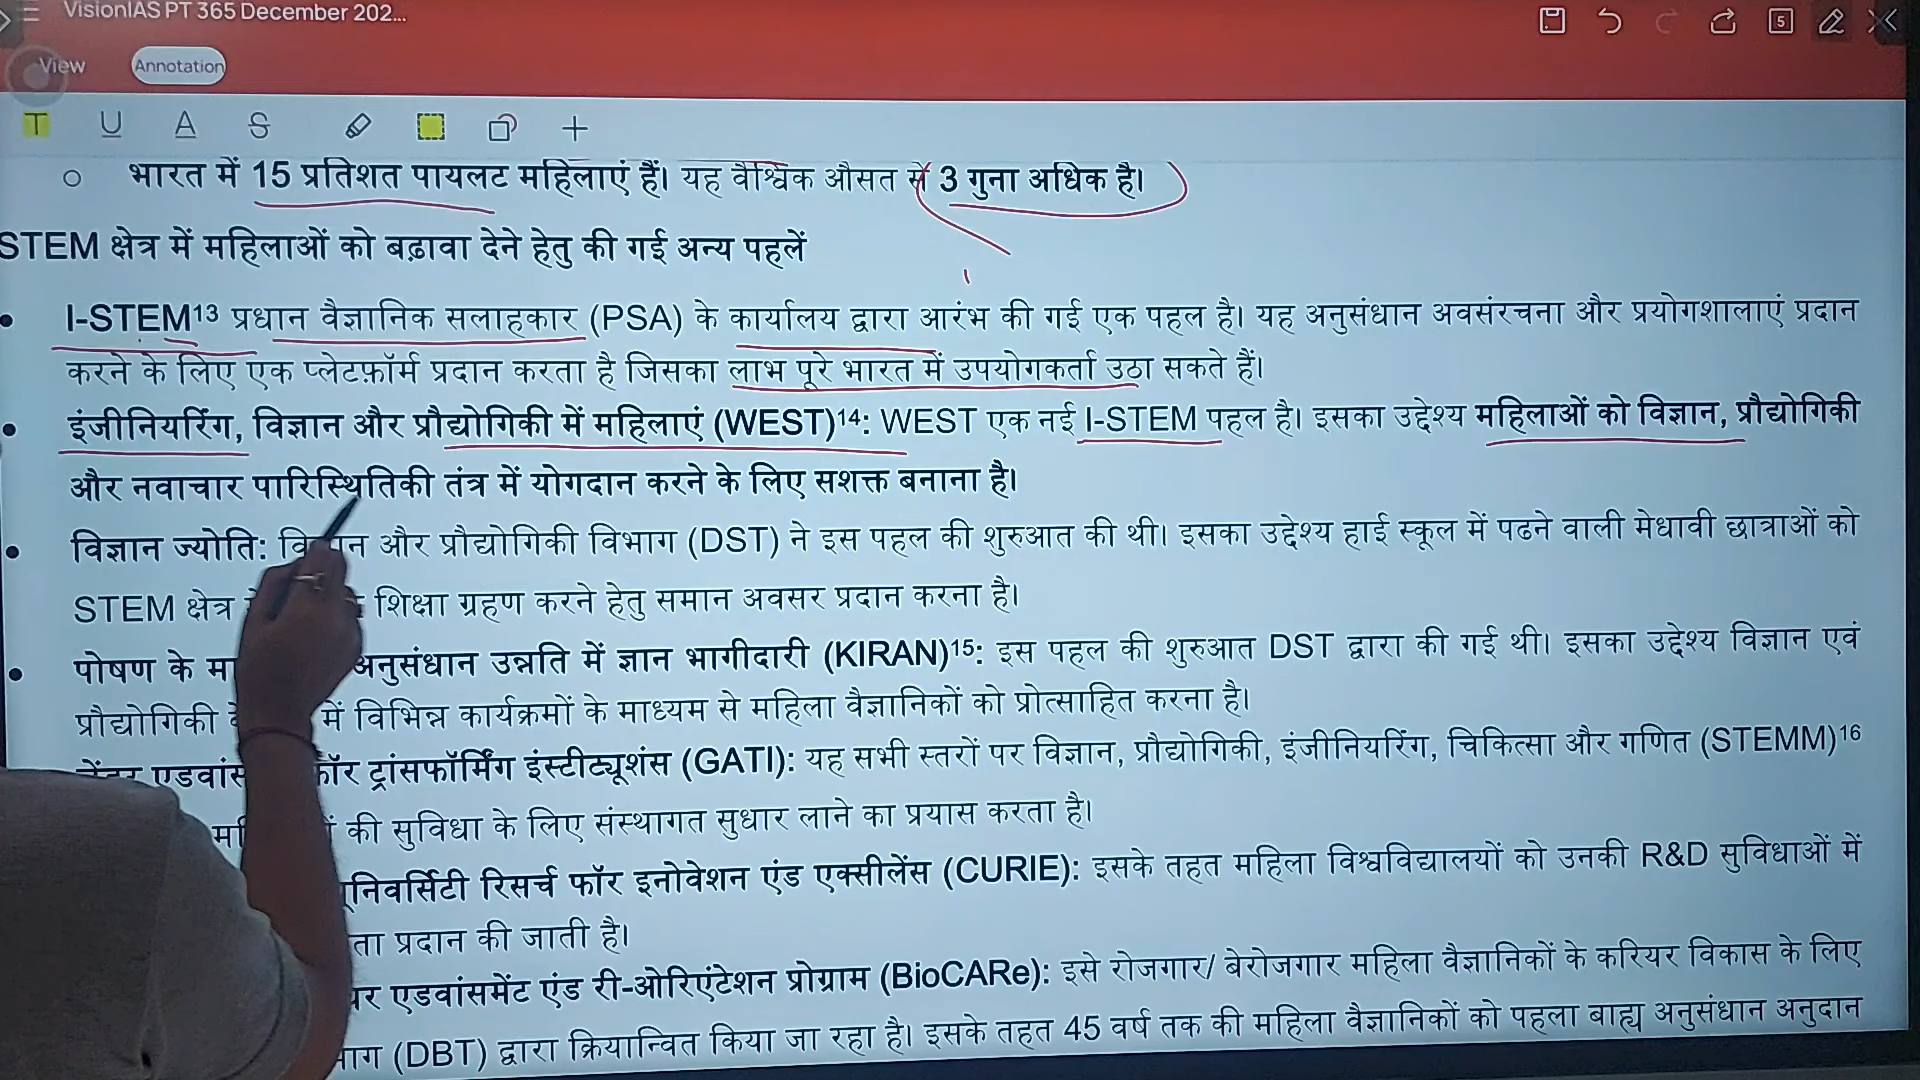 VisionIAS PT 365 December 202...
View Annotation
भारत में 15 प्रतिशत पायलट महिलाएं हैं। यह वैश्विक औसत से 3 गुना अधिक है।
STEM क्षेत्र में महिलाओं को बढ़ावा देने हेतु की गई अन्य पहलें
I-STEM13 प्रधान वैज्ञानिक सलाहकार (PSA) के कार्यालय द्वारा आरंभ की गई एक पहल है। यह अनुसंधान अवसंरचना और प्रयोगशालाएं प्रदान
करने के लिए एक प्लेटफ़ॉर्म प्रदान करता है जिसका लाभ पूरे भारत में उपयोगकर्ता उठा सकते हैं।
इंजीनियरिंग, विज्ञान और प्रौद्योगिकी में महिलाएं (WEST)14: WEST एक नई I-STEM पहल है। इसका उद्देश्य महिलाओं को विज्ञान, प्रौद्योगिकी
और नवाचार पारिस्थितिकी तंत्र में योगदान करने के लिए सशक्त बनाना है।
विज्ञान ज्योति: और प्रौद्योगिकी विभाग (DST) ने इस पहल की शुरुआत की थी। इसका उद्देश्य हाई स्कूल में पढने वाली मेधावी छात्राओं को
STEM क्षेत्र शिक्षा ग्रहण करने हेतु समान अवसर प्रदान करना है।
पोषण के अनुसंधान उन्नति में ज्ञान भागीदारी (KIRAN)15: इस पहल की शुरुआत DST द्वारा की गई थी। इसका उद्देश्य विज्ञान एवं
प्रौद्योगिकी में विभिन्न कार्यक्रमों के माध्यम से महिला वैज्ञानिकों को प्रोत्साहित करना है।
फॉर ट्रांसफॉर्मिंग इंस्टीट्यूशंस (GATI): यह सभी स्तरों पर विज्ञान, प्रौद्योगिकी, इंजीनियरिंग, चिकित्सा और गणित (STEMM)16
की सुविधा के लिए संस्थागत सुधार लाने का प्रयास करता है।
रिसर्च फॉर इनोवेशन एंड एक्सीलेंस (CURIE): इसके तहत महिला विश्वविद्यालयों को उनकी R&D सुविधाओं में
प्रदान की जाती है।
एडवांसमेंट एंड री-ओरिएंटेशन प्रोग्राम (BioCARe): इसे रोजगार/ बेरोजगार महिला वैज्ञानिकों के करियर विकास के लिए
(DBT) द्वारा क्रियान्वित किया जा रहा है। इसके तहत 45 वर्ष तक की महिला वैज्ञानिकों को पहला बाह्य अनुसंधान अनुदान